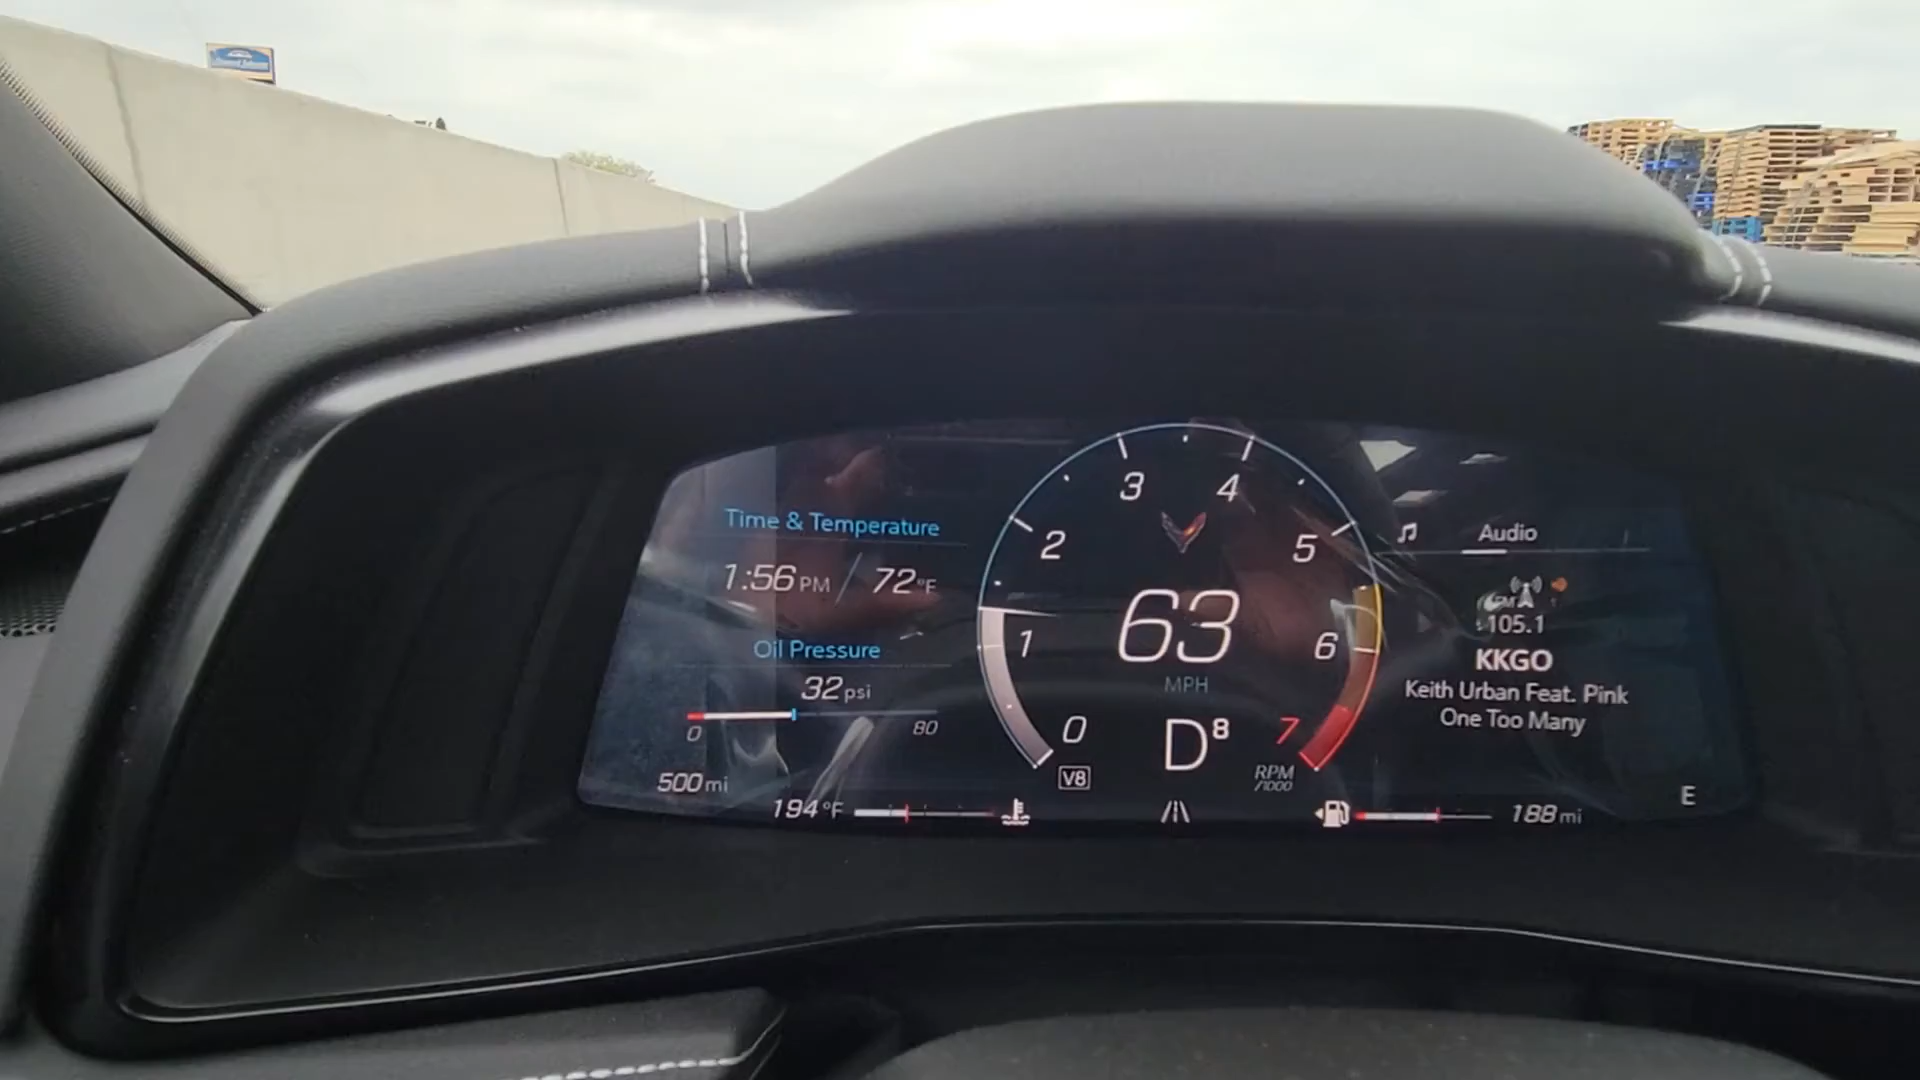 Time & Temperature
1:56 PM / 72°F
Oil Pressure
32 psi
0 80
500 mi
194 °F
0
1
2
3
4
5
6
7
63
MPH
D8
V8
RPM
/1000
Audio
105.1
KKGO
Keith Urban Feat. Pink
One Too Many
188 mi
E